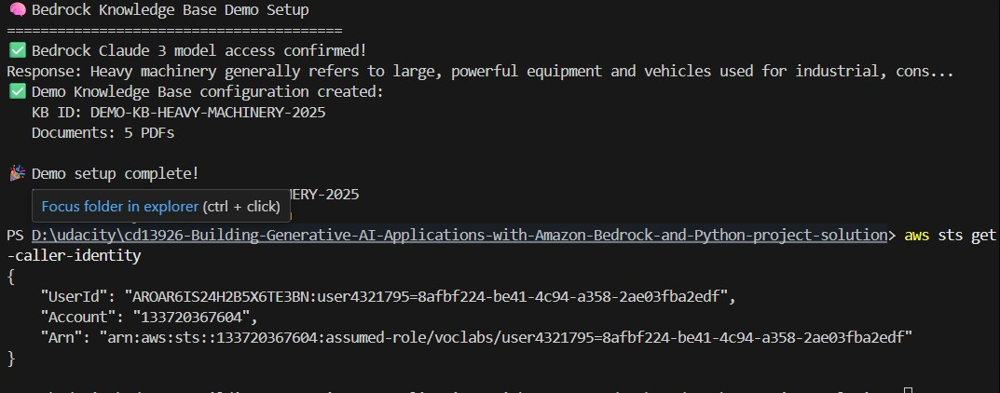 🧠 Bedrock Knowledge Base Demo Setup
========================================
✅ Bedrock Claude 3 model access confirmed!
Response: Heavy machinery generally refers to large, powerful equipment and vehicles used for industrial, cons...
✅ Demo Knowledge Base configuration created:
KB ID: DEMO-KB-HEAVY-MACHINERY-2025
Documents: 5 PDFs
🎉 Demo setup complete!
ERY-2025
Focus folder in explorer (ctrl + click)
PS D:\udacity\cd13926-Building-Generative-AI-Applications-with-Amazon-Bedrock-and-Python-project-solution> aws sts get
-caller-identity
{
"UserId": "AROAR6IS24H2B5X6TE3BN:user4321795=8afbf224-be41-4c94-a358-2ae03fba2edf",
"Account": "133720367604",
"Arn": "arn:aws:sts::133720367604:assumed-role/voclabs/user4321795=8afbf224-be41-4c94-a358-2ae03fba2edf"
}